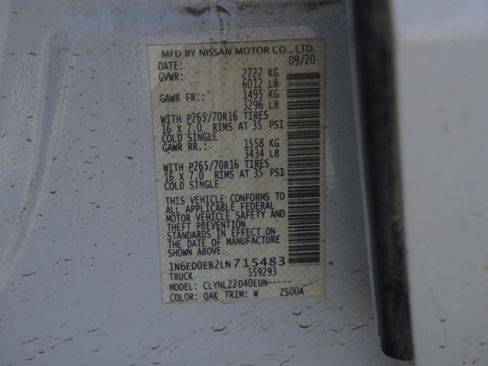 MFD BY NISSAN MOTOR CO., LTD.
DATE: 09/20
GVWR: 2727 KG
6012 LB
GAWR FR.: 1495 KG
3296 LB
WITH P265/70R16 TIRES
16 X 7.0 RIMS AT 35 PSI
COLD SINGLE
GAWR RR.: 1558 KG
3434 LB
WITH P265/70R16 TIRES
16 X 7.0 RIMS AT 35 PSI
COLD SINGLE
THIS VEHICLE CONFORMS TO
ALL APPLICABLE FEDERAL
MOTOR VEHICLE SAFETY AND
THEFT PREVENTION
STANDARDS IN EFFECT ON
THE DATE OF MANUFACTURE
SHOWN ABOVE.
1N6ED0EB2LN715483
TRUCK 559293
MODEL: CLYNL22D40EUN-----
COLOR: QAK TRIM: W ZS00A